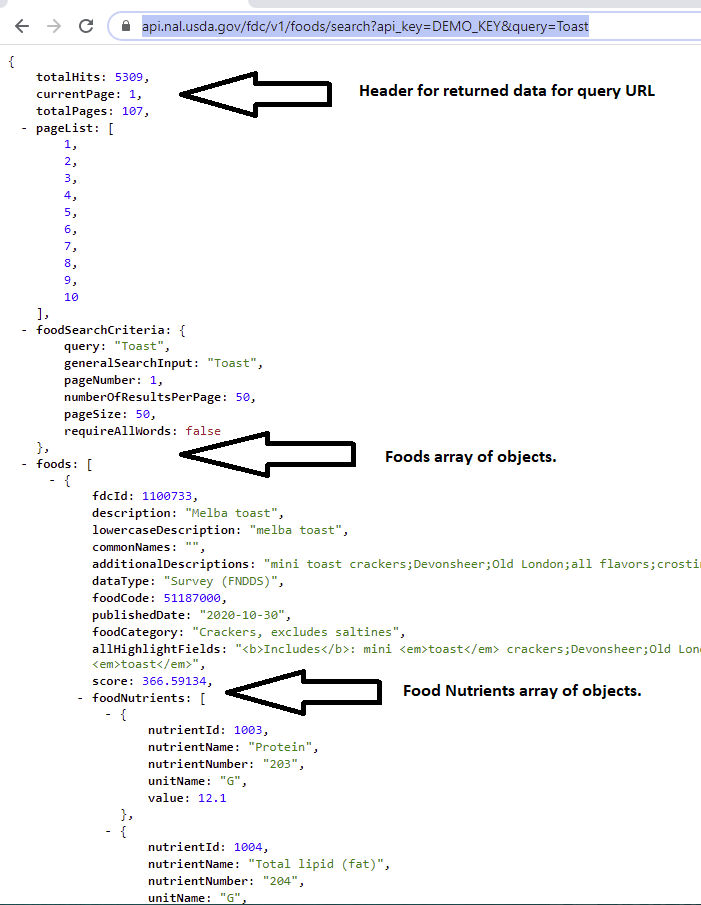 api.nal.usda.gov/fdc/v1/foods/search?api_key=DEMO_KEY&query=Toast
{
totalHits: 5309,
currentPage: 1,
Header for returned data for query URL
totalPages: 107,
- pageList: [
1,
2,
3,
4,
5,
6,
7,
8,
9,
10
],
- foodSearchCriteria: {
query: "Toast",
generalSearchInput: "Toast",
pageNumber: 1,
numberOfResultsPerPage: 50,
pageSize: 50,
requireAllWords: false
},
Foods array of objects.
- foods: [
- {
fdcId: 1100733,
description: "Melba toast",
lowercaseDescription: "melba toast",
commonNames: "",
additionalDescriptions: "mini toast crackers;Devonsheer;Old London;all flavors;crosti
dataType: "Survey (FNDDS)",
foodCode: 51187000,
publishedDate: "2020-10-30",
foodCategory: "Crackers, excludes saltines",
allHighlightFields: "<b>Includes</b>: mini <em>toast</em> crackers;Devonsheer;Old Lon
<em>toast</em>",
score: 366.59134,
- foodNutrients: [
Food Nutrients array of objects.
- {
nutrientId: 1003,
nutrientName: "Protein",
nutrientNumber: "203",
unitName: "G",
value: 12.1
},
- {
nutrientId: 1004,
nutrientName: "Total lipid (fat)",
nutrientNumber: "204",
unitName: "G",